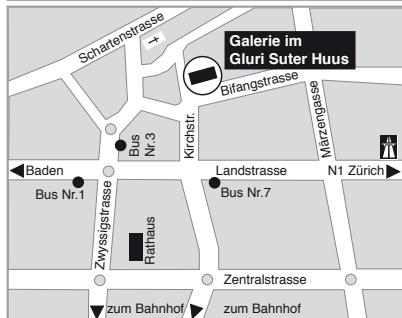 Schartenstrasse
Galerie im
Gluri Suter Huus
Bifangstrasse
Märzengasse
Kirchstr.
Bus
Nr.3
Baden
Landstrasse
N1 Zürich
Bus Nr.1
Bus Nr.7
Zwyssigstrasse
Rathaus
Zentralstrasse
zum Bahnhof
zum Bahnhof